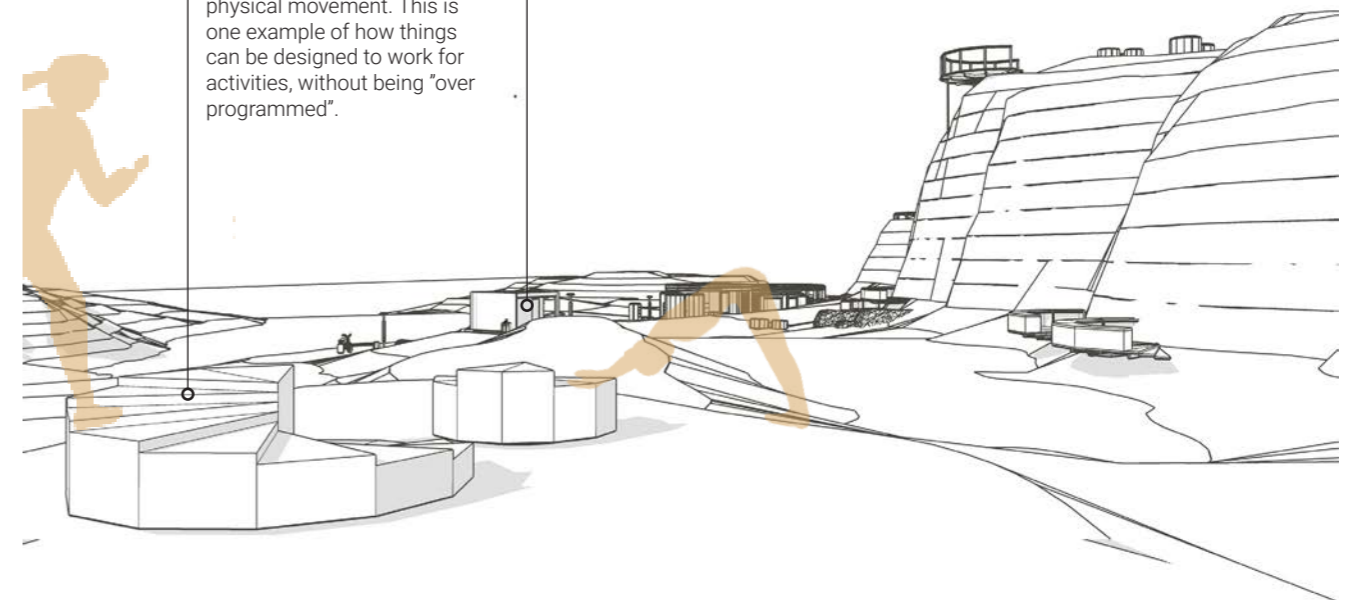 physical movement. This is
one example of how things
can be designed to work for
activities, without being ”over
programmed”.